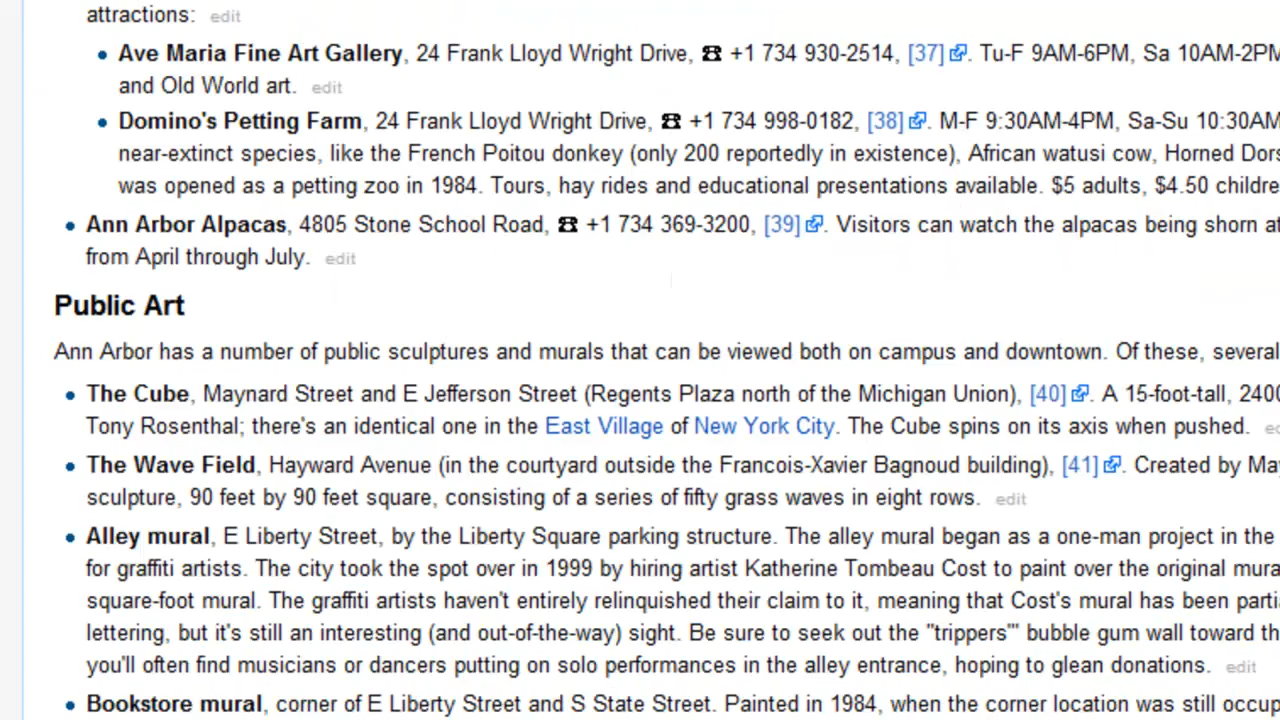 attractions: edit
Ave Maria Fine Art Gallery, 24 Frank Lloyd Wright Drive, ☎ +1 734 930-2514, [37]. Tu-F 9AM-6PM, Sa 10AM-2PM
and Old World art. edit
Domino's Petting Farm, 24 Frank Lloyd Wright Drive, ☎ +1 734 998-0182, [38]. M-F 9:30AM-4PM, Sa-Su 10:30AM
near-extinct species, like the French Poitou donkey (only 200 reportedly in existence), African watusi cow, Horned Dors
was opened as a petting zoo in 1984. Tours, hay rides and educational presentations available. $5 adults, $4.50 childre
Ann Arbor Alpacas, 4805 Stone School Road, ☎ +1 734 369-3200, [39]. Visitors can watch the alpacas being shorn at
from April through July. edit
Public Art
Ann Arbor has a number of public sculptures and murals that can be viewed both on campus and downtown. Of these, several
The Cube, Maynard Street and E Jefferson Street (Regents Plaza north of the Michigan Union), [40]. A 15-foot-tall, 2400
Tony Rosenthal; there's an identical one in the East Village of New York City. The Cube spins on its axis when pushed.
The Wave Field, Hayward Avenue (in the courtyard outside the Francois-Xavier Bagnoud building), [41]. Created by May
sculpture, 90 feet by 90 feet square, consisting of a series of fifty grass waves in eight rows. edit
Alley mural, E Liberty Street, by the Liberty Square parking structure. The alley mural began as a one-man project in the
for graffiti artists. The city took the spot over in 1999 by hiring artist Katherine Tombeau Cost to paint over the original mura
square-foot mural. The graffiti artists haven't entirely relinquished their claim to it, meaning that Cost's mural has been partia
lettering, but it's still an interesting (and out-of-the-way) sight. Be sure to seek out the "trippers'" bubble gum wall toward th
you'll often find musicians or dancers putting on solo performances in the alley entrance, hoping to glean donations. edit
Bookstore mural, corner of E Liberty Street and S State Street. Painted in 1984, when the corner location was still occup